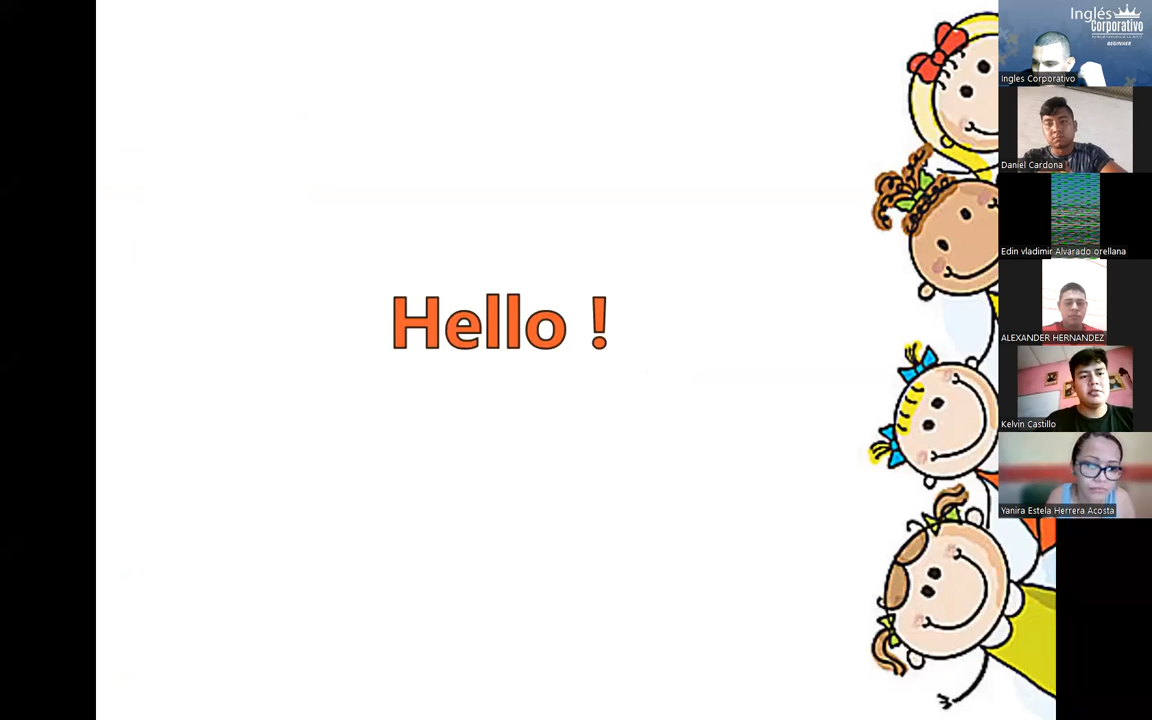 Hello !
Inglés
Corporativo
BEGINNER
Ingles Corporativo
Daniel Cardona
Edin vladimir Alvarado orellana
ALEXANDER HERNANDEZ
Kelvin Castillo
Yanira Estela Herrera Acosta